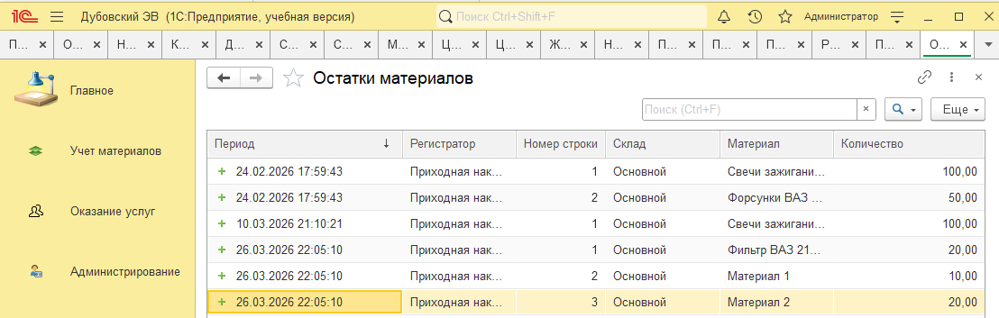 1С Дубовский ЭВ (1С:Предприятие, учебная версия) Поиск Ctrl+Shift+F Администратор
П... О... Н... К... Д... С... С... М... Ц... Ц... Ж... Н... П... П... П... Р... П... О...
Главное
Учет материалов
Оказание услуг
Администрирование
Остатки материалов
Поиск (Ctrl+F) Еще
Период Регистратор Номер строки Склад Материал Количество
24.02.2026 17:59:43 Приходная нак... 1 Основной Свечи зажигани... 100,00
24.02.2026 17:59:43 Приходная нак... 2 Основной Форсунки ВАЗ ... 50,00
10.03.2026 21:10:21 Приходная нак... 1 Основной Свечи зажигани... 100,00
26.03.2026 22:05:10 Приходная нак... 1 Основной Фильтр ВАЗ 21... 20,00
26.03.2026 22:05:10 Приходная нак... 2 Основной Материал 1 10,00
26.03.2026 22:05:10 Приходная нак... 3 Основной Материал 2 20,00